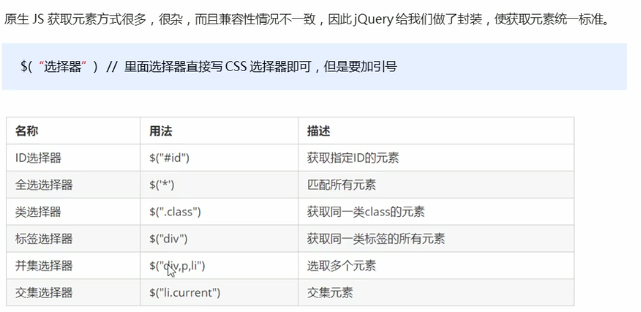 原生 JS 获取元素方式很多，很杂，而且兼容性情况不一致，因此 jQuery 给我们做了封装，使获取元素统一标准。
$(“选择器”) // 里面选择器直接写 CSS 选择器即可，但是要加引号
名称 用法 描述
ID选择器 $("#id") 获取指定ID的元素
全选选择器 $('*') 匹配所有元素
类选择器 $(".class") 获取同一类class的元素
标签选择器 $("div") 获取同一类标签的所有元素
并集选择器 $("div,p,li") 选取多个元素
交集选择器 $("li.current") 交集元素